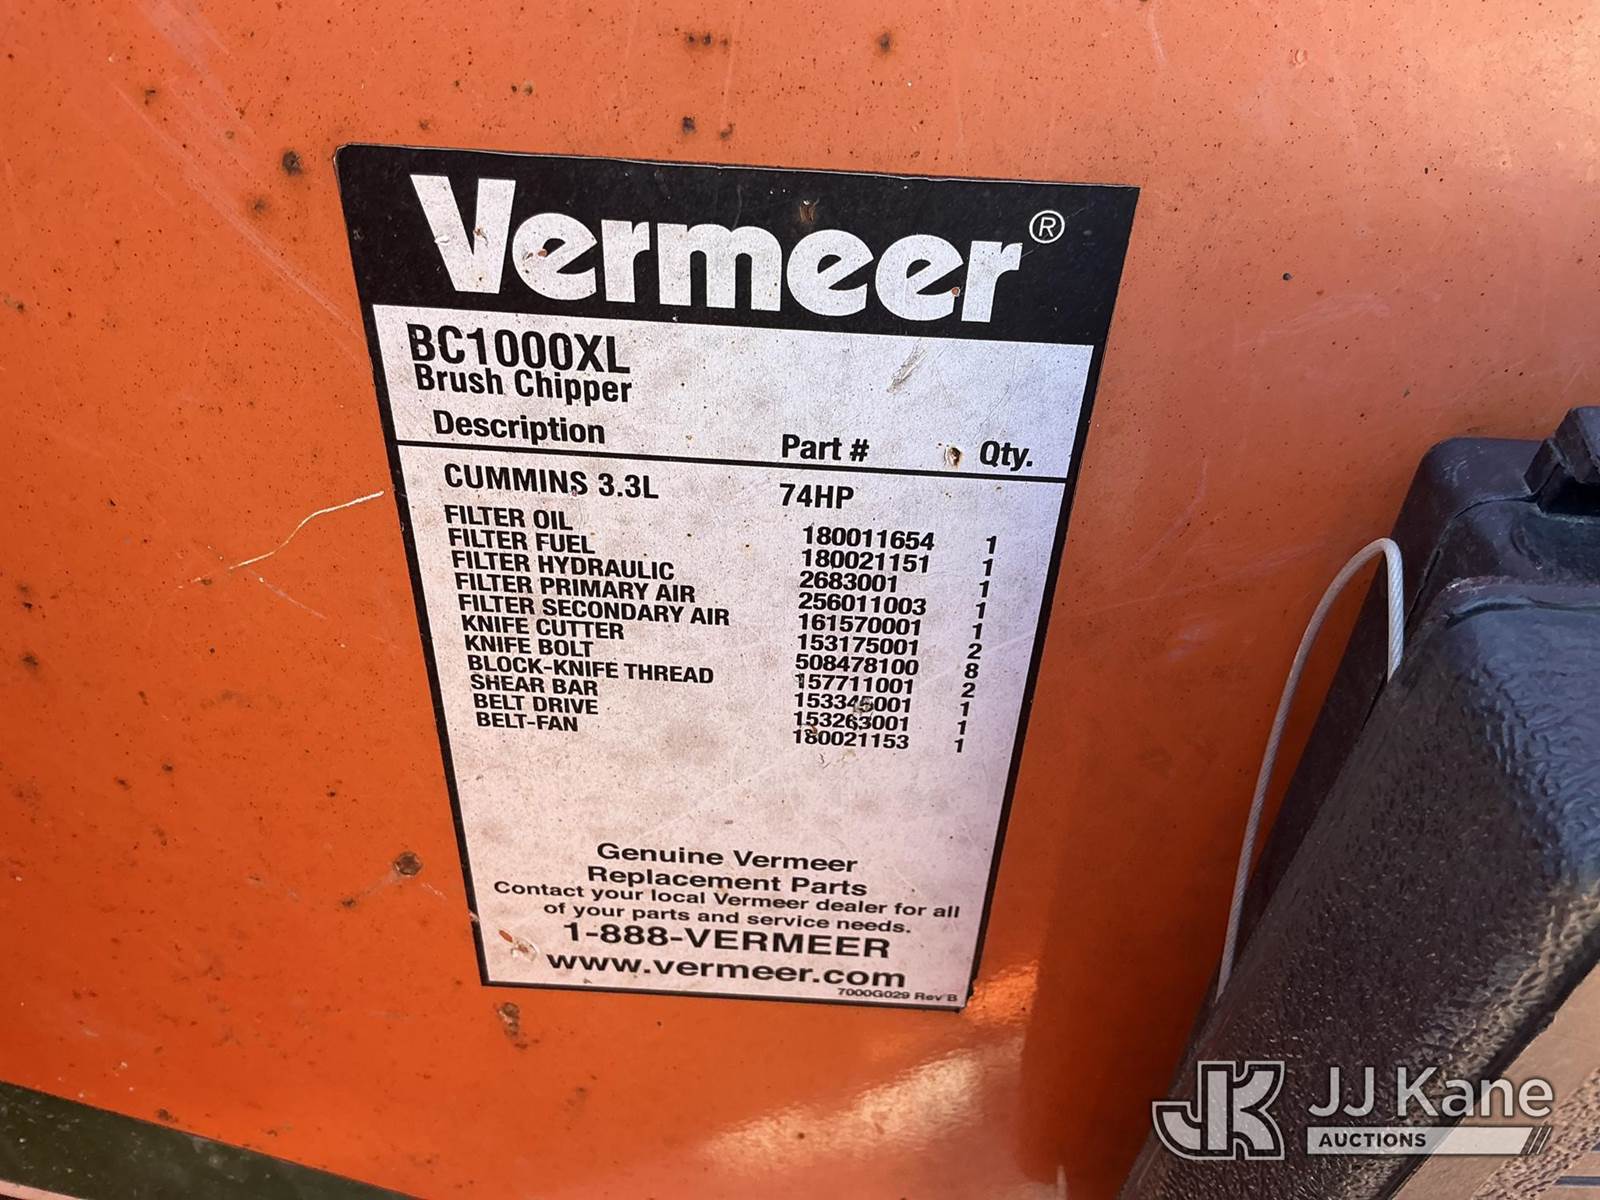 Vermeer®
BC1000XL
Brush Chipper
Description Part # Qty.
CUMMINS 3.3L 74HP
FILTER OIL 180011654 1
FILTER FUEL 180021151 1
FILTER HYDRAULIC 2683001 1
FILTER PRIMARY AIR 256011003 1
FILTER SECONDARY AIR 161570001 1
KNIFE CUTTER 153175001 2
KNIFE BOLT 508478100 8
BLOCK-KNIFE THREAD 157711001 2
SHEAR BAR 153345001 1
BELT DRIVE 153263001 1
BELT-FAN 180021153 1
Genuine Vermeer
Replacement Parts
Contact your local Vermeer dealer for all
of your parts and service needs.
1-888-VERMEER
www.vermeer.com
7000G029 Rev B
JK JJ Kane
AUCTIONS